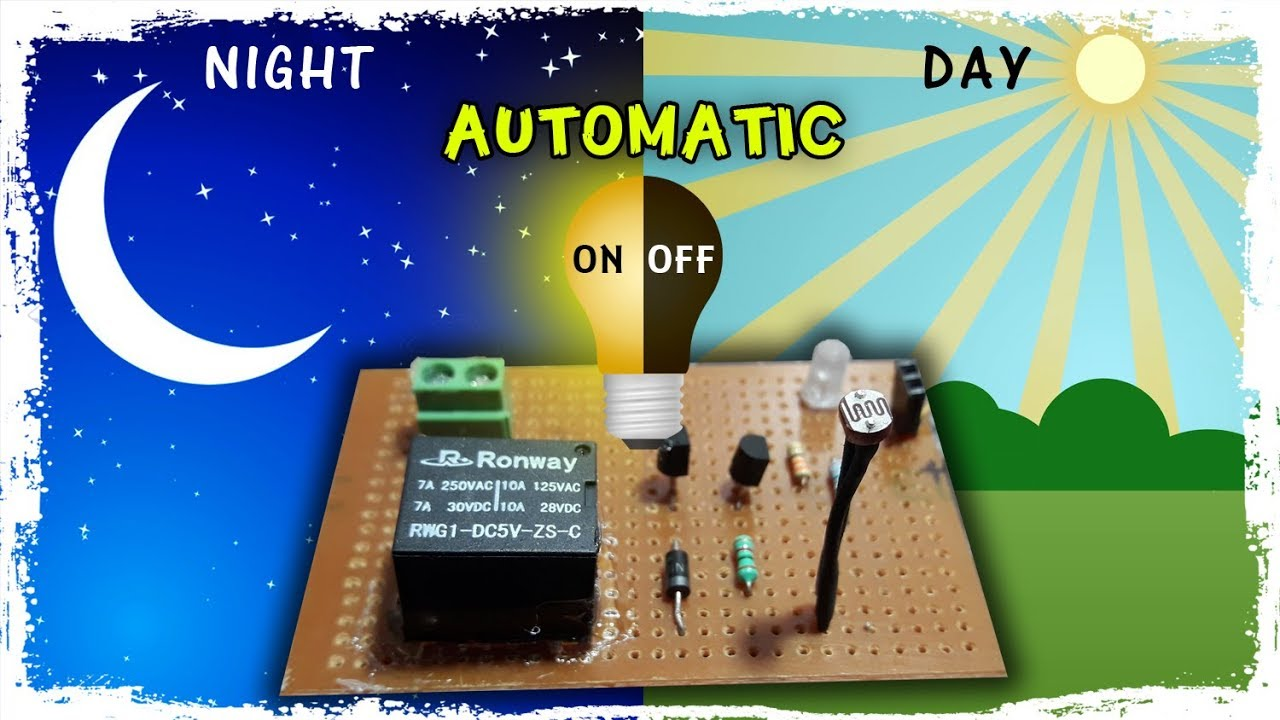 NIGHT
DAY
AUTOMATIC
ON OFF
Ronway
7A 250VAC 10A 125VAC
7A 30VDC 10A 28VDC
RWG1-DC5V-ZS-C